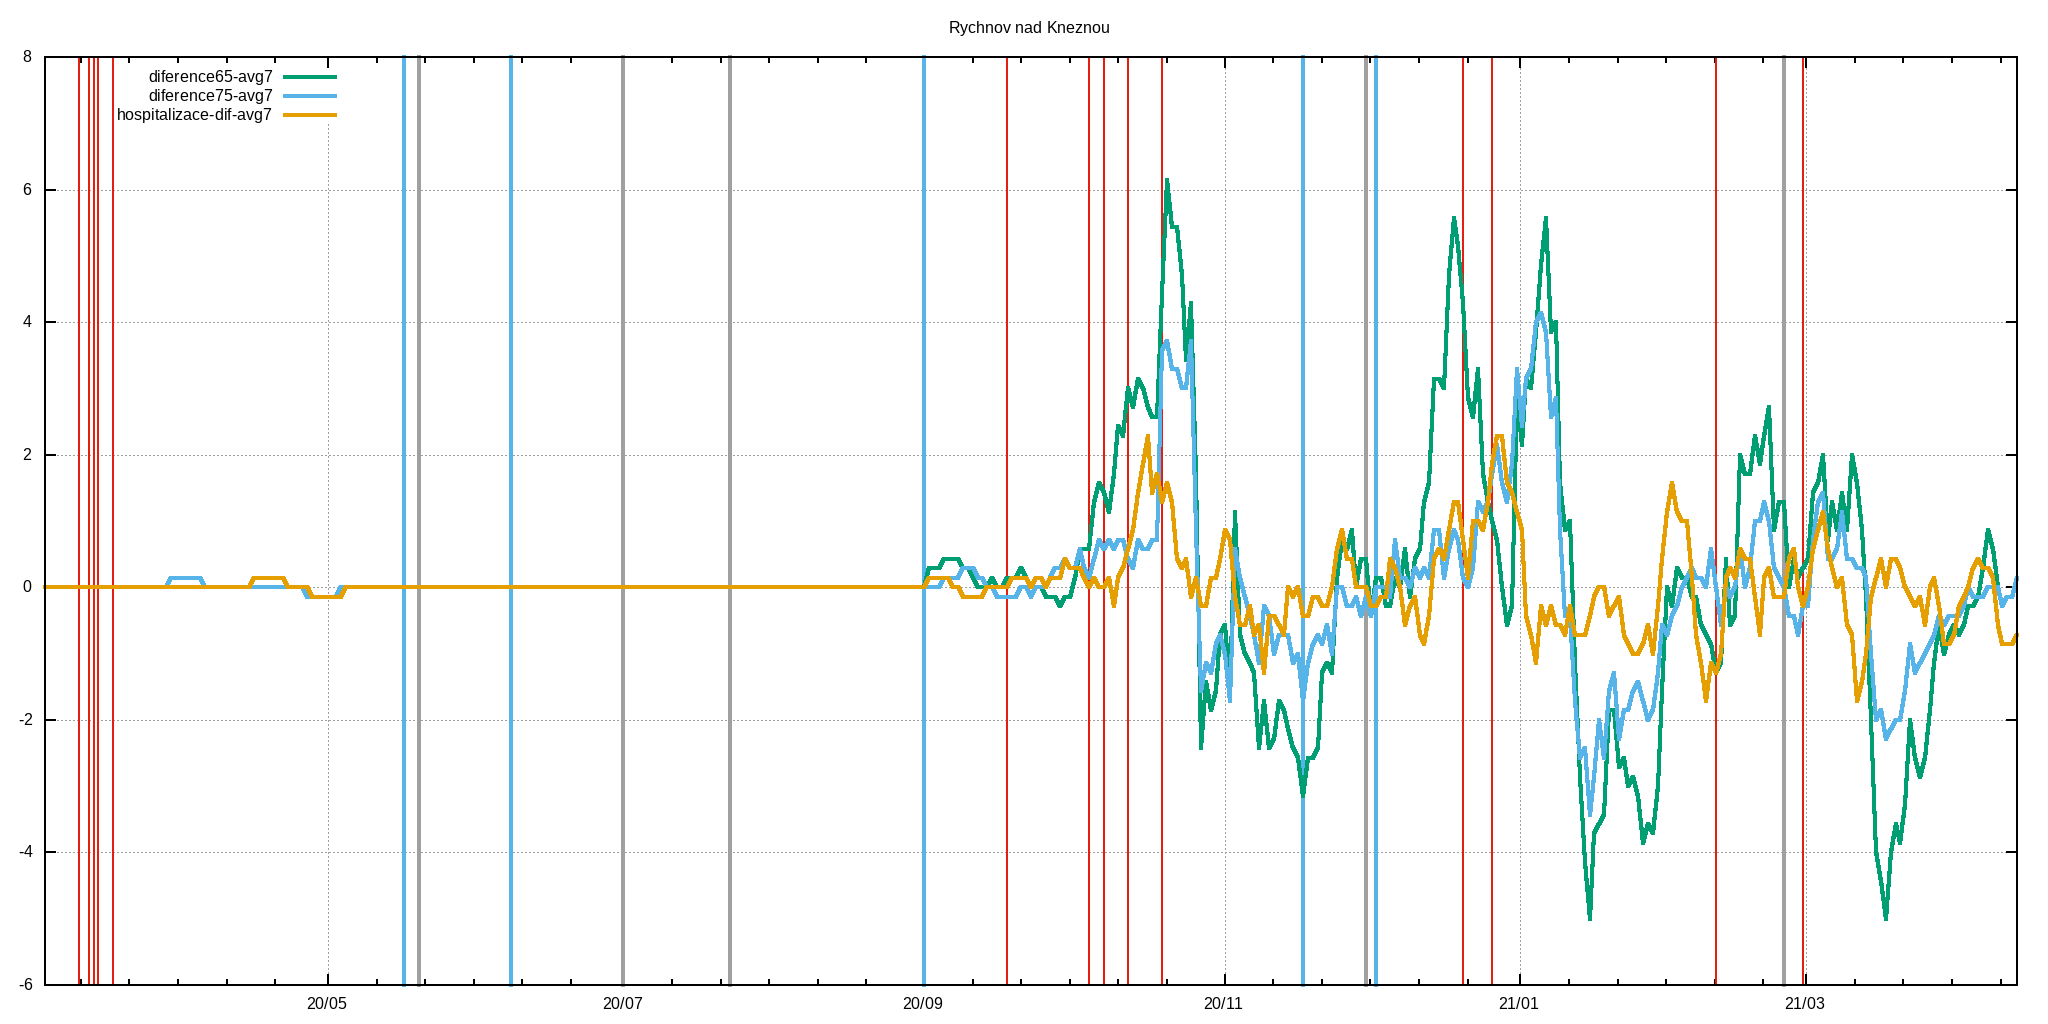 Rychnov nad Kneznou
8
diference65-avg7
diference75-avg7
hospitalizace-dif-avg7
6
4
2
0
-2
-4
-6
20/05 20/07 20/09 20/11 21/01 21/03